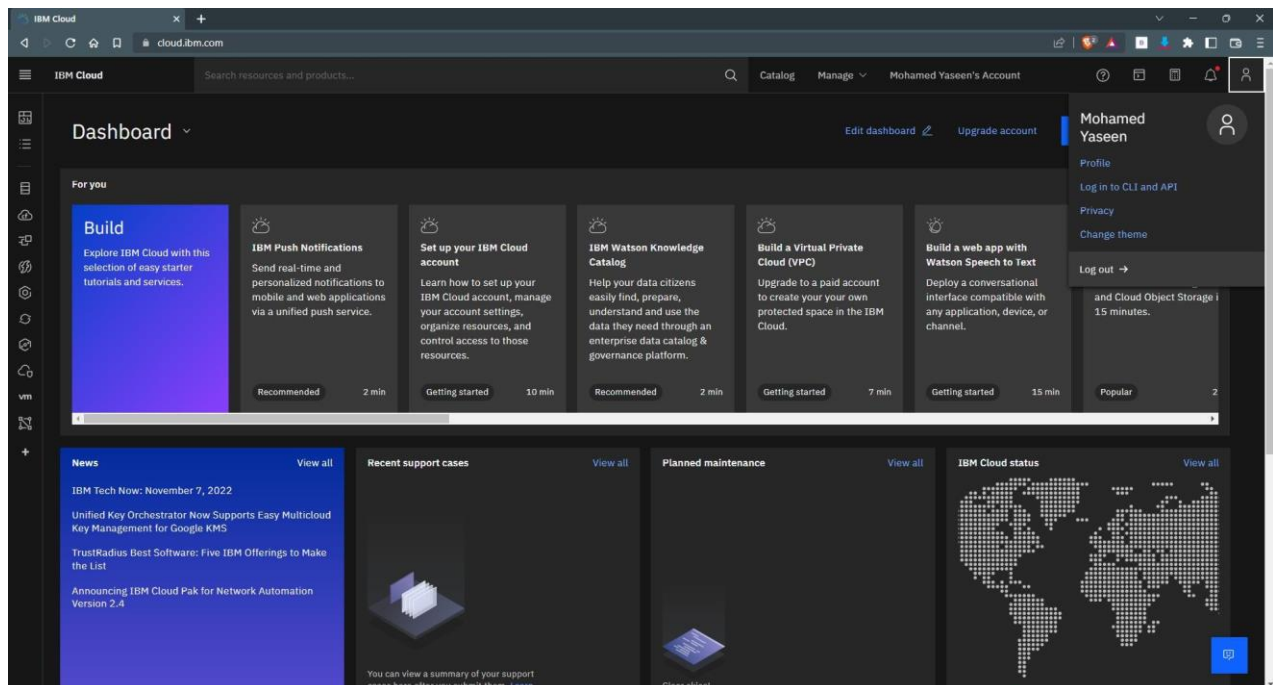 IBM Cloud
cloud.ibm.com
IBM Cloud
Search resources and products...
Catalog
Manage
Mohamed Yaseen's Account
Dashboard
Edit dashboard
Upgrade account
Mohamed
Yaseen
Profile
Log in to CLI and API
Privacy
Change theme
Log out →
For you
Build
Explore IBM Cloud with this
selection of easy starter
tutorials and services.
IBM Push Notifications
Send real-time and
personalized notifications to
mobile and web applications
via a unified push service.
Recommended
2 min
Set up your IBM Cloud
account
Learn how to set up your
IBM Cloud account, manage
your account settings,
organize resources, and
control access to those
resources.
Getting started
10 min
IBM Watson Knowledge
Catalog
Help your data citizens
easily find, prepare,
understand and use the
data they need through an
enterprise data catalog &
governance platform.
Recommended
2 min
Build a Virtual Private
Cloud (VPC)
Upgrade to a paid account
to create your your own
protected space in the IBM
Cloud.
Getting started
7 min
Build a web app with
Watson Speech to Text
Deploy a conversational
interface compatible with
any application, device, or
channel.
Getting started
15 min
and Cloud Object Storage i
15 minutes.
Popular
2
vm
News
View all
IBM Tech Now: November 7, 2022
Unified Key Orchestrator Now Supports Easy Multicloud
Key Management for Google KMS
TrustRadius Best Software: Five IBM Offerings to Make
the List
Announcing IBM Cloud Pak for Network Automation
Version 2.4
Recent support cases
View all
You can view a summary of your support
Planned maintenance
View all
IBM Cloud status
View all